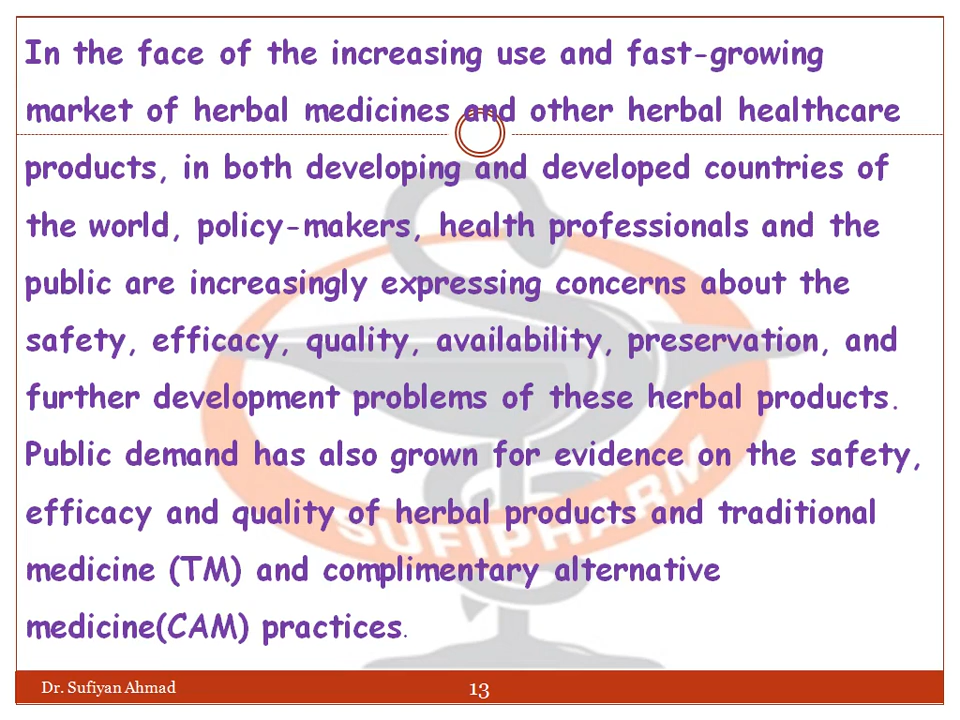 In the face of the increasing use and fast-growing
market of herbal medicines and other herbal healthcare
products, in both developing and developed countries of
the world, policy-makers, health professionals and the
public are increasingly expressing concerns about the
safety, efficacy, quality, availability, preservation, and
further development problems of these herbal products.
Public demand has also grown for evidence on the safety,
efficacy and quality of herbal products and traditional
medicine (TM) and complimentary alternative
medicine(CAM) practices.
SUFIPHARM
Dr. Sufiyan Ahmad
13